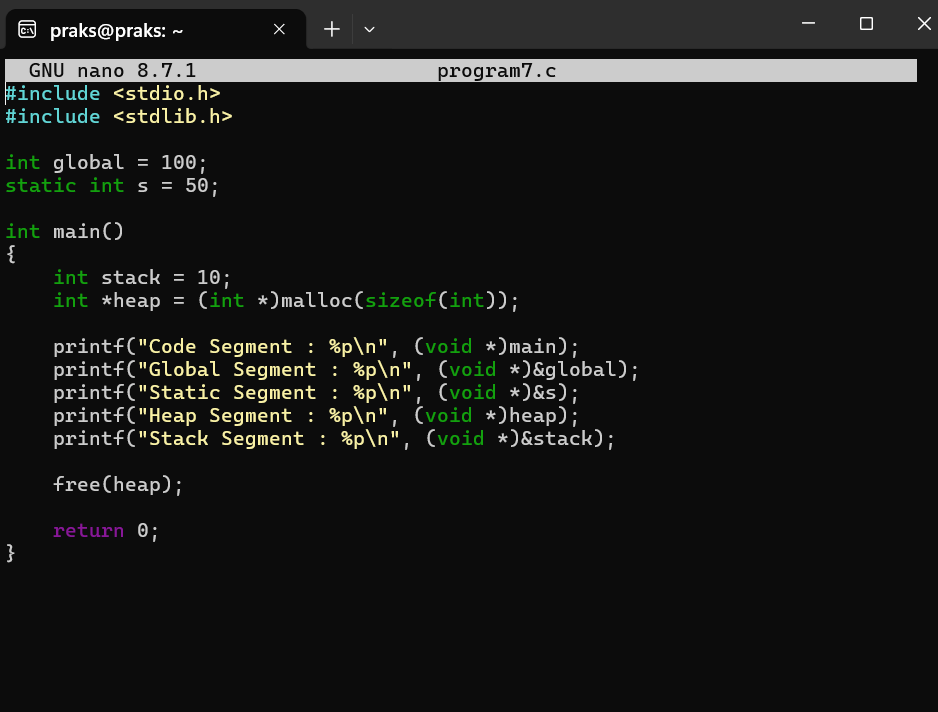 praks@praks: ~
GNU nano 8.7.1 program7.c
#include <stdio.h>
#include <stdlib.h>

int global = 100;
static int s = 50;

int main()
{
    int stack = 10;
    int *heap = (int *)malloc(sizeof(int));

    printf("Code Segment : %p\n", (void *)main);
    printf("Global Segment : %p\n", (void *)&global);
    printf("Static Segment : %p\n", (void *)&s);
    printf("Heap Segment : %p\n", (void *)heap);
    printf("Stack Segment : %p\n", (void *)&stack);

    free(heap);

    return 0;
}